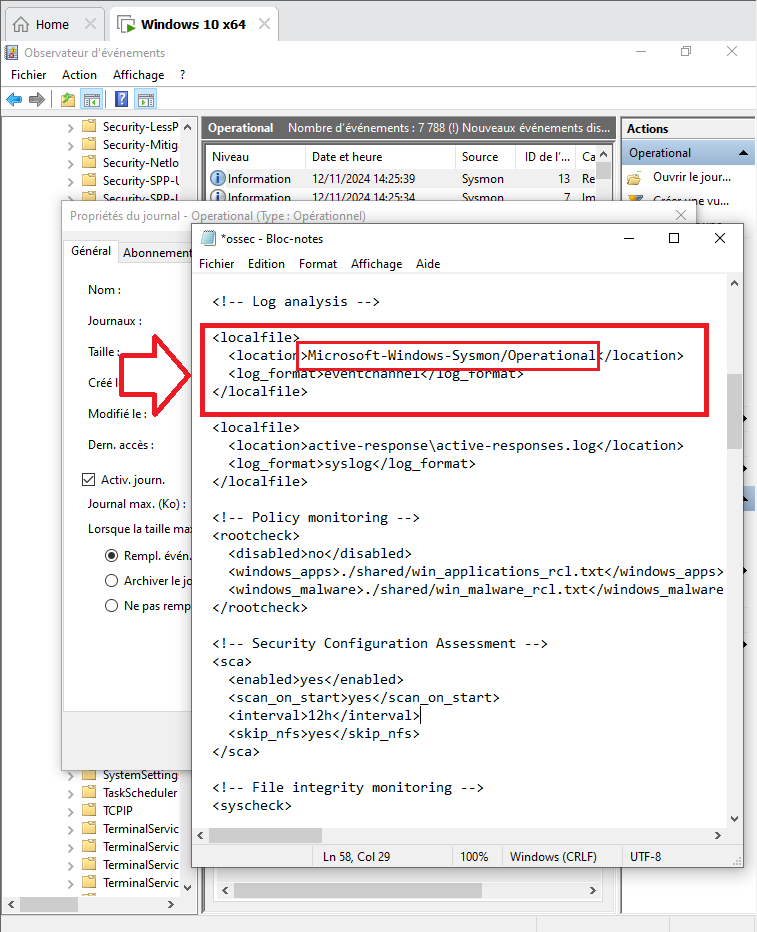 Home
Windows 10 x64
Observateur d'événements
Fichier Action Affichage ?
Security-LessP
Security-Mitig
Security-Netlo
Security-SPP-U
Operational Nombre d'événements : 7 788 (!) Nouveaux événements dis...
Niveau Date et heure Source ID de l'... Ca
Information 12/11/2024 14:25:39 Sysmon 13 Re
Information 12/11/2024 14:25:34 Sysmon 7 Im
Actions
Operational
Ouvrir le jour...
Créer une vu...
Propriétés du journal - Operational (Type : Opérationnel)
Général Abonnement
Nom :
Journaux :
Taille :
Créé l
Modifié le :
Dern. accès :
Activ. journ.
Journal max. (Ko) :
Lorsque la taille max
Rempl. évén.
Archiver le jo
Ne pas remp
*ossec - Bloc-notes
Fichier Edition Format Affichage Aide
<!-- Log analysis -->
<localfile>
<location>Microsoft-Windows-Sysmon/Operational</location>
<log_format>eventchannel</log_format>
</localfile>
<localfile>
<location>active-response\active-responses.log</location>
<log_format>syslog</log_format>
</localfile>
<!-- Policy monitoring -->
<rootcheck>
<disabled>no</disabled>
<windows_apps>./shared/win_applications_rcl.txt</windows_apps>
<windows_malware>./shared/win_malware_rcl.txt</windows_malware
</rootcheck>
<!-- Security Configuration Assessment -->
<sca>
<enabled>yes</enabled>
<scan_on_start>yes</scan_on_start>
<interval>12h</interval>
<skip_nfs>yes</skip_nfs>
</sca>
<!-- File integrity monitoring -->
<syscheck>
Ln 58, Col 29 100% Windows (CRLF) UTF-8
SystemSetting
TaskScheduler
TCPIP
TerminalServic
TerminalServic
TerminalServic
TerminalServic